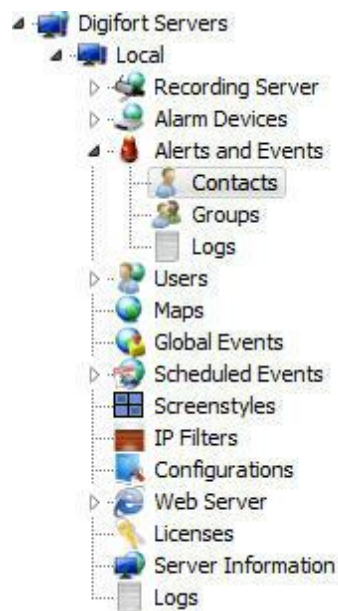 Digifort Servers
Local
Recording Server
Alarm Devices
Alerts and Events
Contacts
Groups
Logs
Users
Maps
Global Events
Scheduled Events
Screenstyles
IP Filters
Configurations
Web Server
Licenses
Server Information
Logs